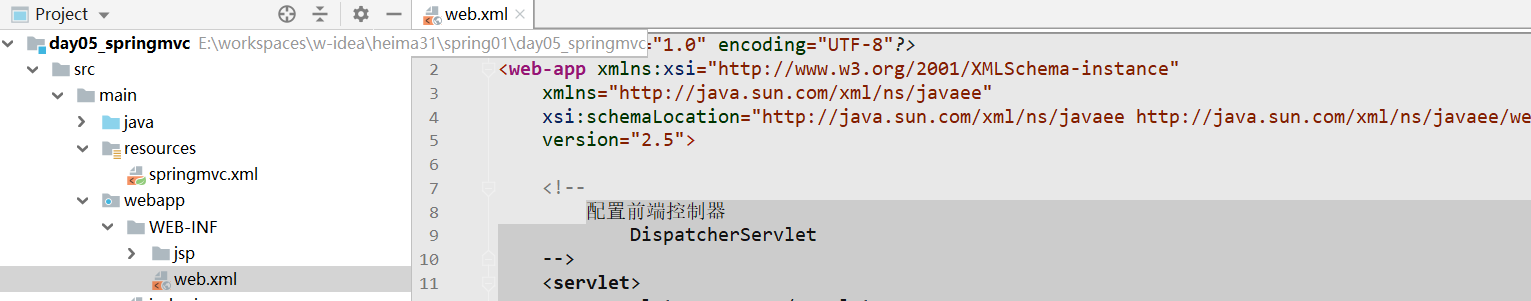 Project
web.xml
day05_springmvc E:\workspaces\w-idea\heima31\spring01\day05_springmvc
="1.0" encoding="UTF-8"?>
src
2 <web-app xmlns:xsi="http://www.w3.org/2001/XMLSchema-instance"
main
3 xmlns="http://java.sun.com/xml/ns/javaee"
java
4 xsi:schemaLocation="http://java.sun.com/xml/ns/javaee http://java.sun.com/xml/ns/javaee/we
resources
5 version="2.5">
springmvc.xml
6
webapp
7 <!--
WEB-INF
8 配置前端控制器
jsp
9 DispatcherServlet
web.xml
10 -->
11 <servlet>